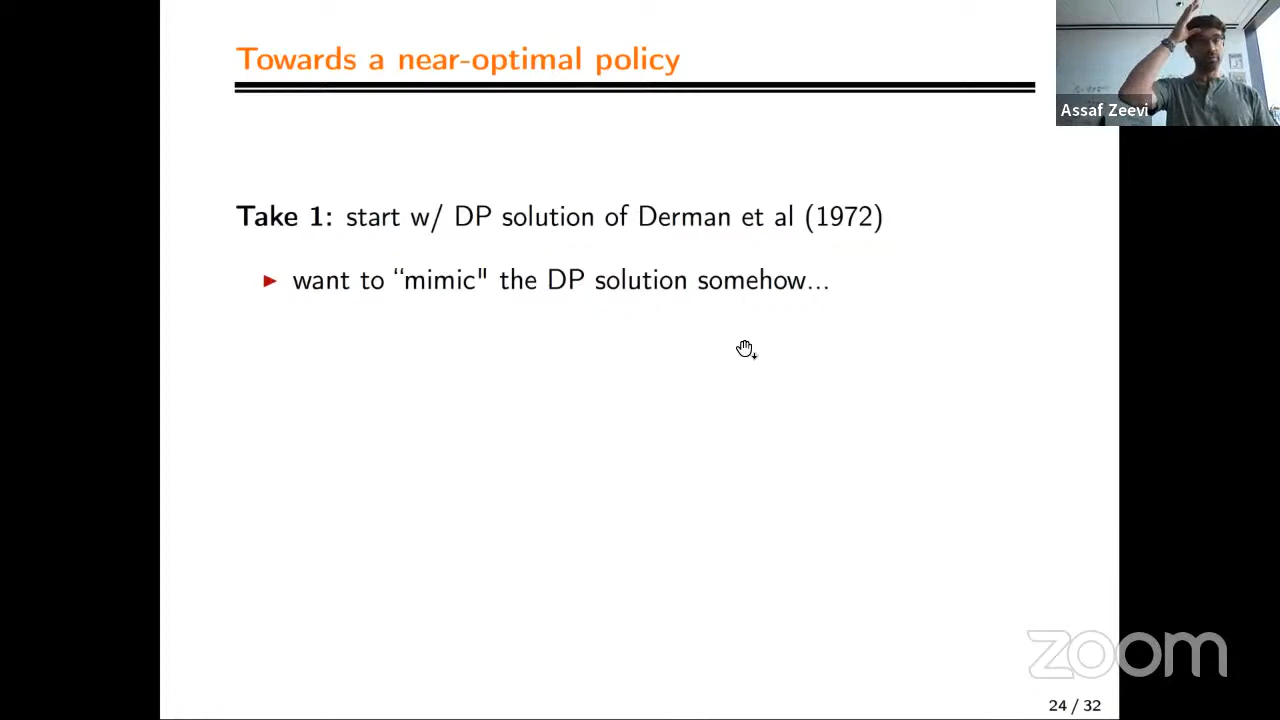 Towards a near-optimal policy
Assaf Zeevi
Take 1: start w/ DP solution of Derman et al (1972)
▶ want to “mimic" the DP solution somehow...
zoom
24 / 32